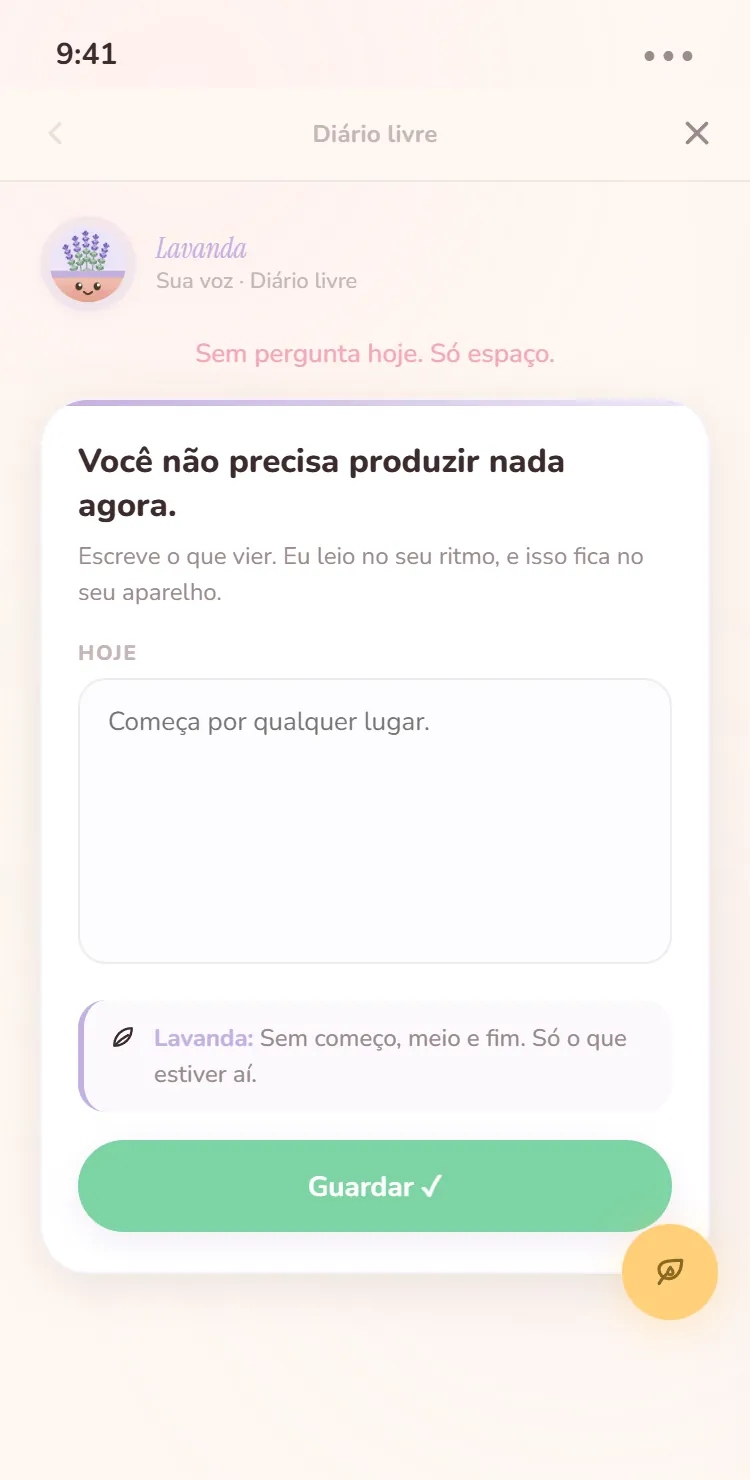 9:41
Diário livre
Lavanda
Sua voz · Diário livre
Sem pergunta hoje. Só espaço.
Você não precisa produzir nada
agora.
Escreve o que vier. Eu leio no seu ritmo, e isso fica no
seu aparelho.
HOJE
Começa por qualquer lugar.
Lavanda: Sem começo, meio e fim. Só o que
estiver aí.
Guardar ✓